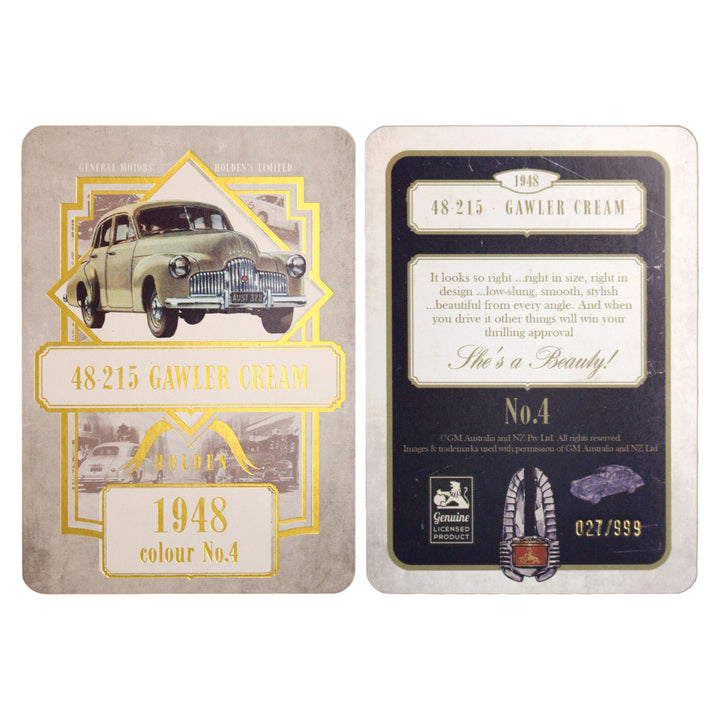 GENERAL MOTORS HOLDEN'S LIMITED
AUST 328
48-215 GAWLER CREAM
HOLDEN
1948
colour No.4
1948
48-215 · GAWLER CREAM
It looks so right ...right in size, right in
design ...low-slung, smooth, stylish
...beautiful from every angle. And when
you drive it other things will win your
thrilling approval
She's a Beauty!
No.4
©GM Australia and NZ Pty Ltd. All rights reserved.
Images & trademarks used with permission of GM Australia and NZ Ltd
Genuine
LICENSED
PRODUCT
027/999